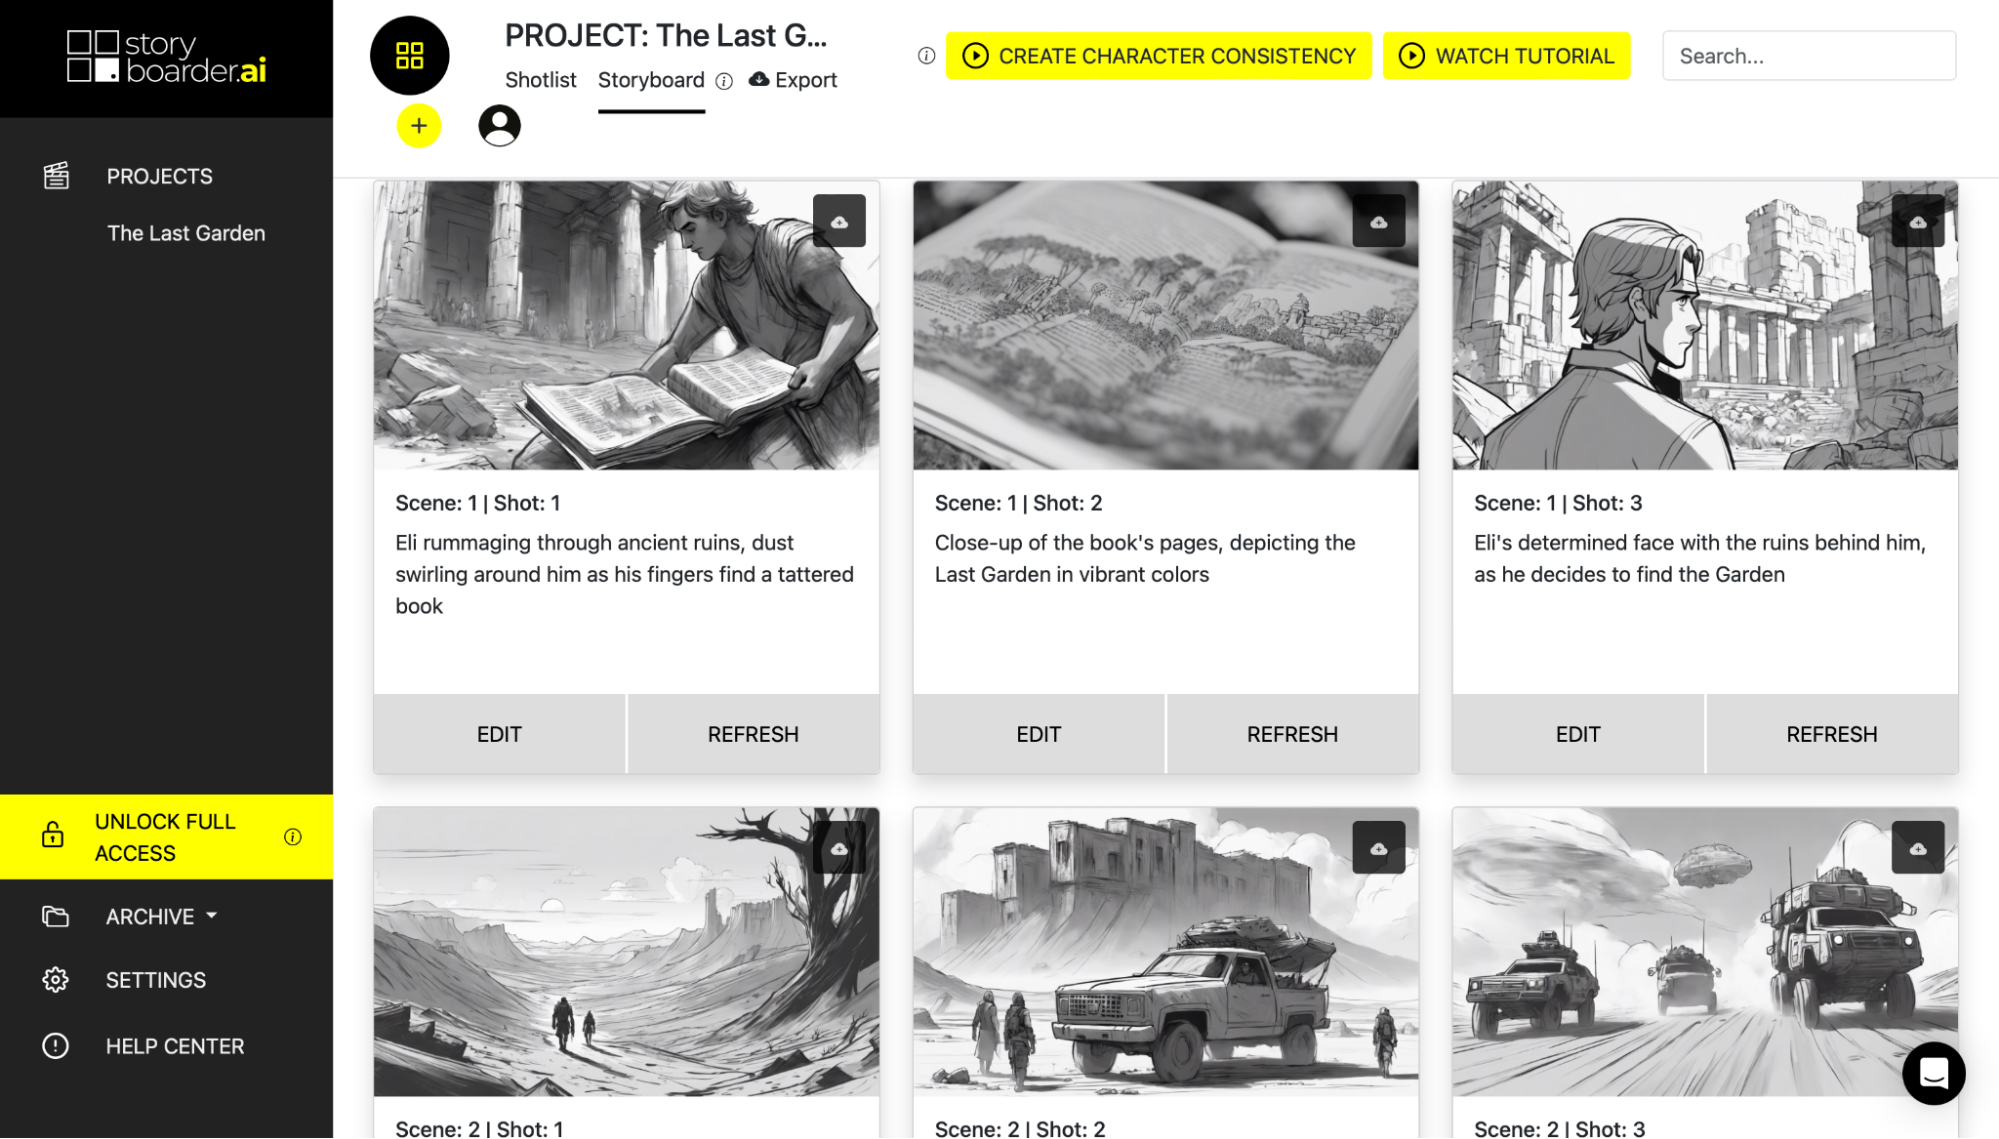 story
boarder.ai
PROJECTS
The Last Garden
UNLOCK FULL
ACCESS
ARCHIVE
SETTINGS
HELP CENTER
PROJECT: The Last G...
Shotlist Storyboard Export
CREATE CHARACTER CONSISTENCY
WATCH TUTORIAL
Search...
Scene: 1 | Shot: 1
Eli rummaging through ancient ruins, dust
swirling around him as his fingers find a tattered
book
EDIT REFRESH
Scene: 1 | Shot: 2
Close-up of the book's pages, depicting the
Last Garden in vibrant colors
EDIT REFRESH
Scene: 1 | Shot: 3
Eli's determined face with the ruins behind him,
as he decides to find the Garden
EDIT REFRESH
Scene: 2 | Shot: 1
Scene: 2 | Shot: 2
Scene: 2 | Shot: 3